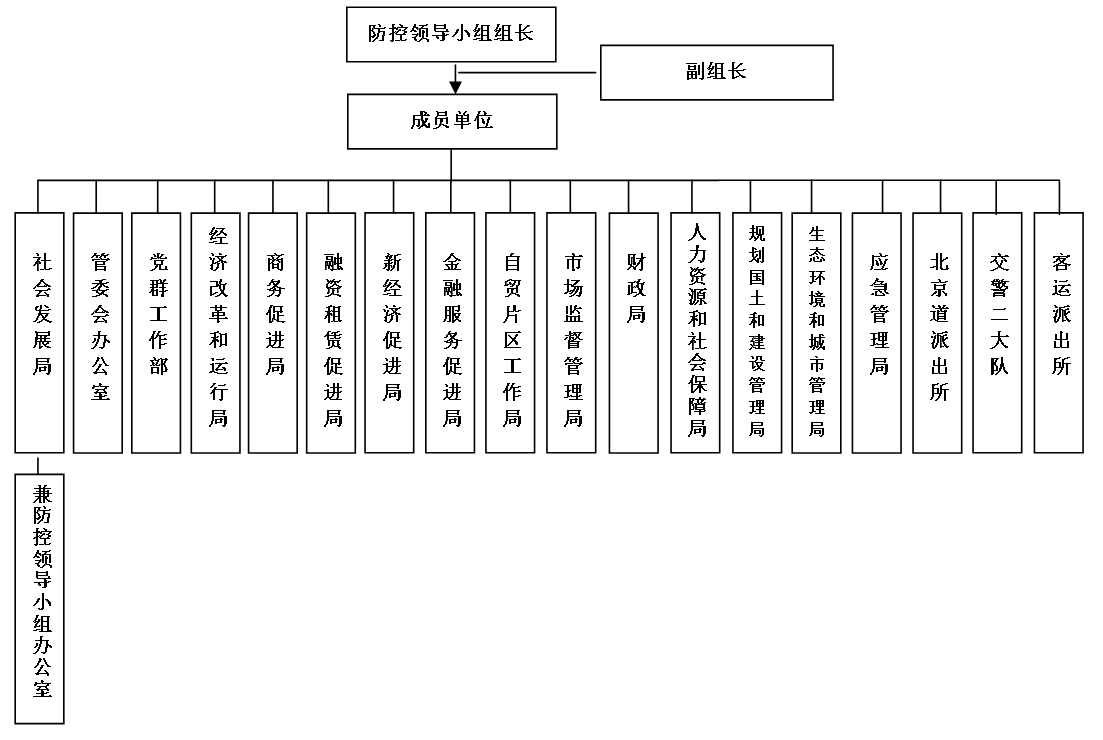 防控领导小组组长
副组长
成员单位
社会发展局
管委会办公室
党群工作部
经济改革和运行局
商务促进局
融资租赁促进局
新经济促进局
金融服务促进局
自贸片区工作局
市场监督管理局
财政局
人力资源和社会保障局
规划国土和建设管理局
生态环境和城市管理局
应急管理局
北京道派出所
交警二大队
客运派出所
兼防控领导小组办公室